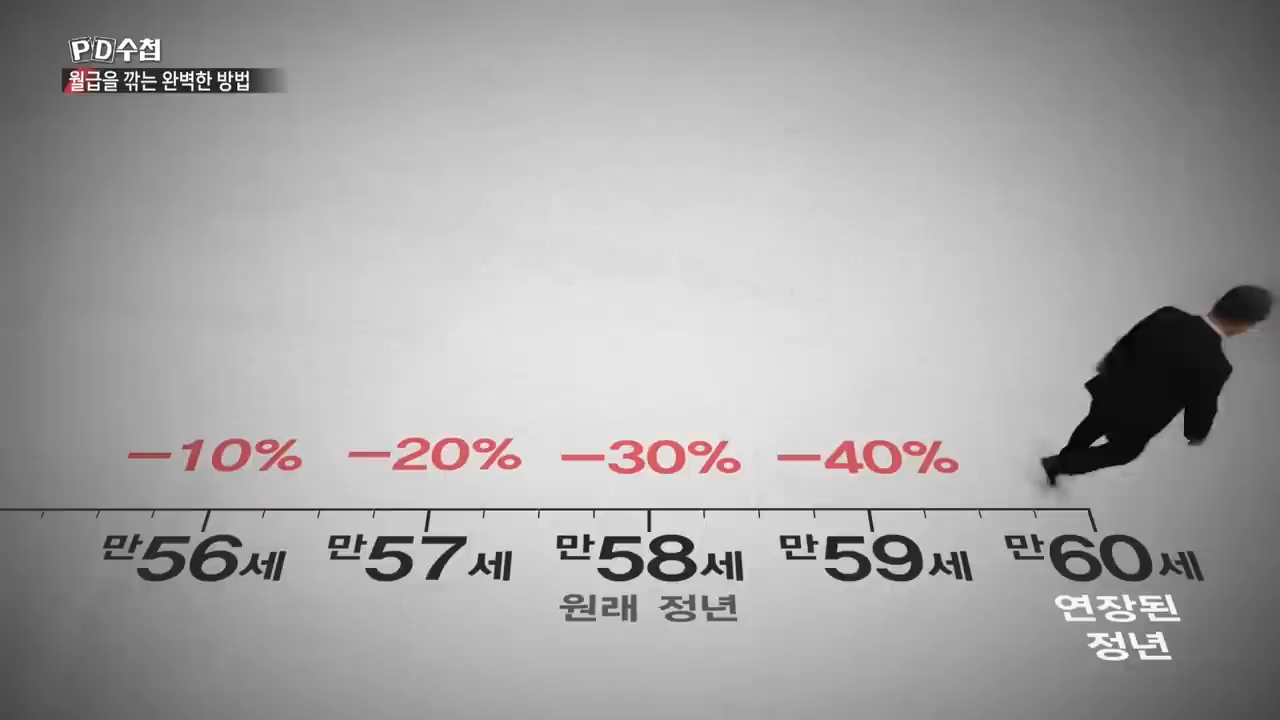 PD수첩
월급을 깎는 완벽한 방법
-10% -20% -30% -40%
만56세 만57세 만58세 만59세 만60세
원래 정년
연장된
정년